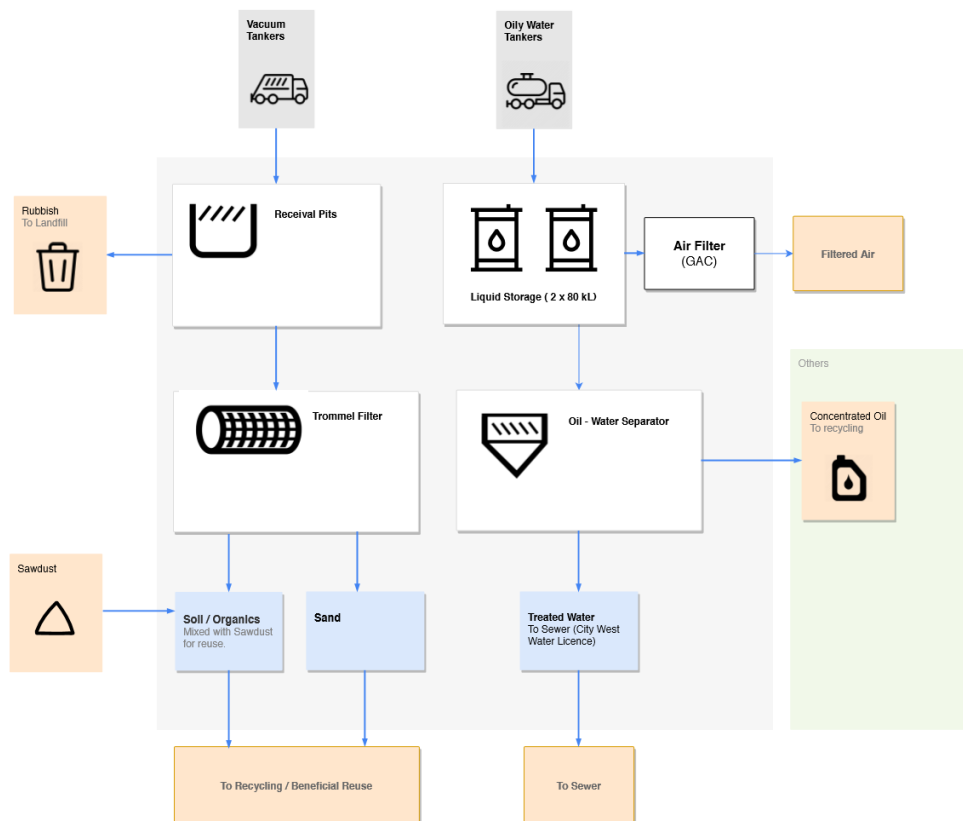 Vacuum
Tankers
Oily Water
Tankers
Rubbish
To Landfill
Receival Pits
Liquid Storage ( 2 x 80 kL)
Air Filter
(GAC)
Filtered Air
Others
Trommel Filter
Oil - Water Separator
Concentrated Oil
To recycling
Sawdust
Soil / Organics
Mixed with Sawdust
for reuse.
Sand
Treated Water
To Sewer (City West
Water Licence)
To Recycling / Beneficial Reuse
To Sewer